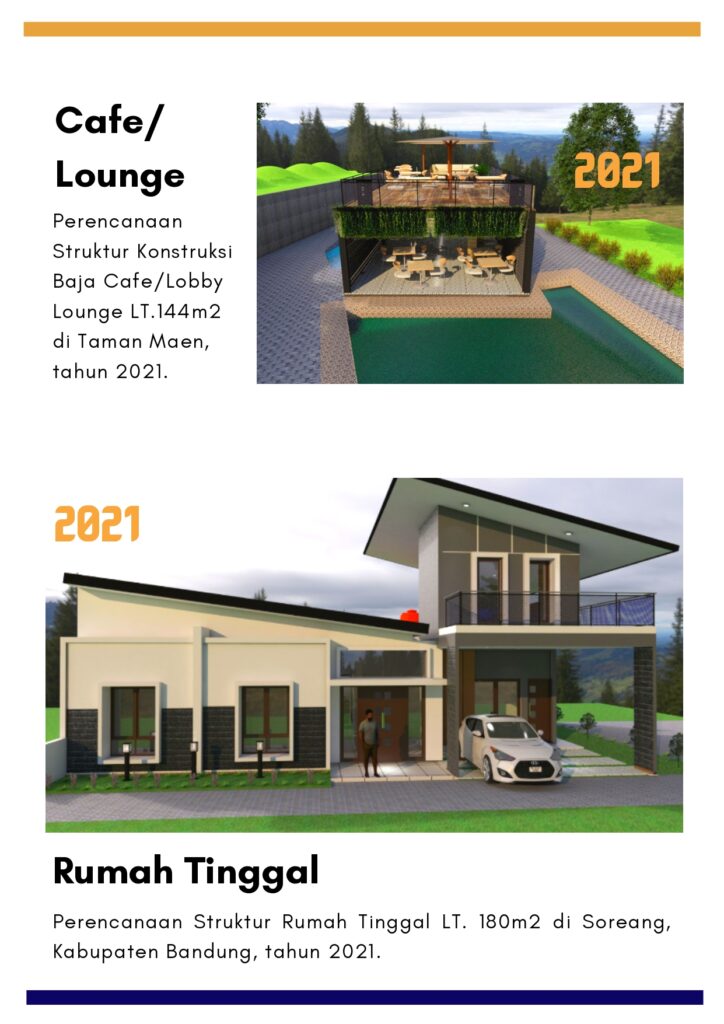 Cafe/
Lounge
Perencanaan
Struktur Konstruksi
Baja Cafe/Lobby
Lounge LT.144m2
di Taman Maen,
tahun 2021.
2021
2021
Rumah Tinggal
Perencanaan Struktur Rumah Tinggal LT. 180m2 di Soreang,
Kabupaten Bandung, tahun 2021.